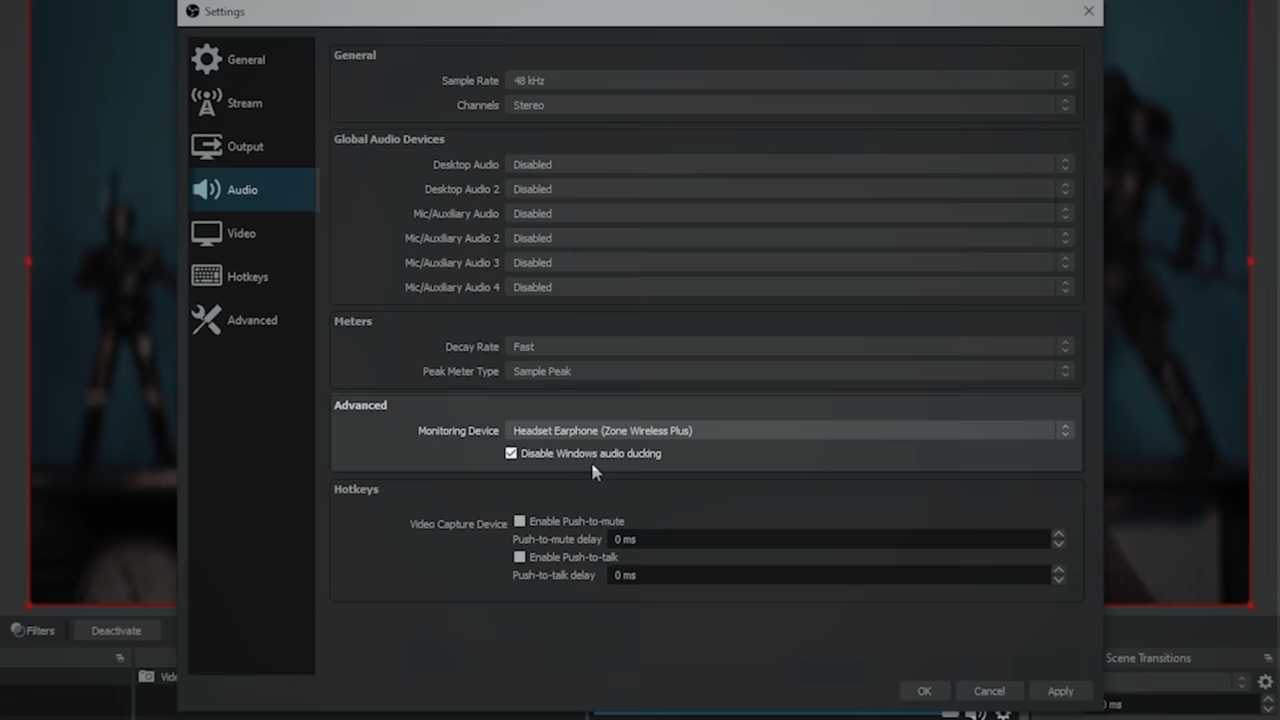 Settings
General
Stream
Output
Audio
Video
Hotkeys
Advanced
General
Sample Rate 48 kHz
Channels Stereo
Global Audio Devices
Desktop Audio Disabled
Desktop Audio 2 Disabled
Mic/Auxiliary Audio Disabled
Mic/Auxiliary Audio 2 Disabled
Mic/Auxiliary Audio 3 Disabled
Mic/Auxiliary Audio 4 Disabled
Meters
Decay Rate Fast
Peak Meter Type Sample Peak
Advanced
Monitoring Device Headset Earphone (Zone Wireless Plus)
Disable Windows audio ducking
Hotkeys
Video Capture Device Enable Push-to-mute
Push-to-mute delay 0 ms
Enable Push-to-talk
Push-to-talk delay 0 ms
OK Cancel Apply
Filters Deactivate
Scene Transitions
ms